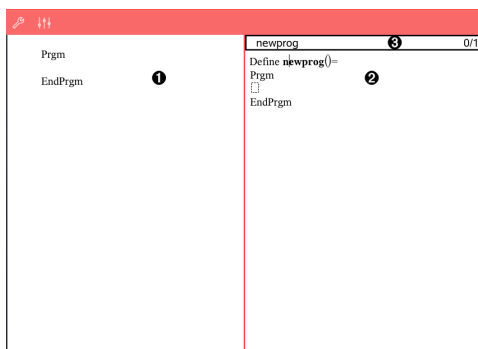 Prgm
EndPrgm
❶
newprog ❸ 0/1
Define newprog()=
Prgm ❷
EndPrgm